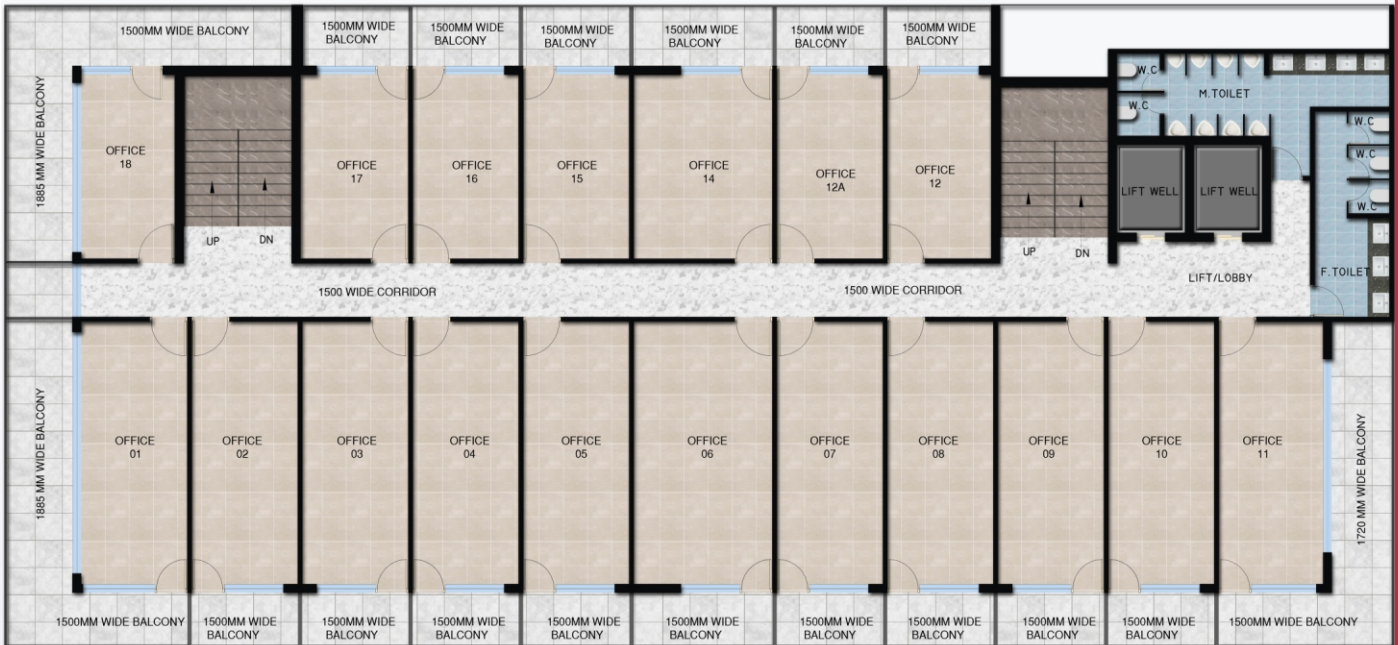 1500MM WIDE BALCONY
1500MM WIDE
BALCONY
1500MM WIDE
BALCONY
1500MM WIDE
BALCONY
1500MM WIDE
BALCONY
1500MM WIDE
BALCONY
1500MM WIDE
BALCONY
1885 MM WIDE BALCONY
OFFICE
18
UP
DN
OFFICE
17
OFFICE
16
OFFICE
15
OFFICE
14
OFFICE
12A
OFFICE
12
UP
DN
W.C
W.C
M.TOILET
W.C
W.C
W.C
LIFT WELL
LIFT WELL
F.TOILET
LIFT/LOBBY
1500 WIDE CORRIDOR
1500 WIDE CORRIDOR
1885 MM WIDE BALCONY
OFFICE
01
OFFICE
02
OFFICE
03
OFFICE
04
OFFICE
05
OFFICE
06
OFFICE
07
OFFICE
08
OFFICE
09
OFFICE
10
OFFICE
11
1720 MM WIDE BALCONY
1500MM WIDE BALCONY
1500MM WIDE
BALCONY
1500MM WIDE
BALCONY
1500MM WIDE
BALCONY
1500MM WIDE
BALCONY
1500MM WIDE
BALCONY
1500MM WIDE
BALCONY
1500MM WIDE
BALCONY
1500MM WIDE
BALCONY
1500MM WIDE
BALCONY
1500MM WIDE BALCONY